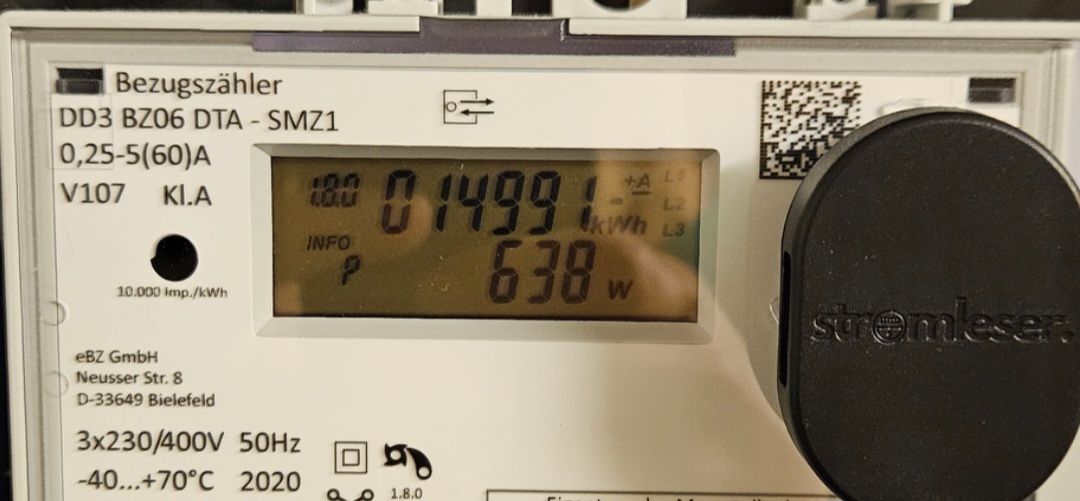 Bezugszähler
DD3 BZ06 DTA - SMZ1
0,25-5(60)A
V107 Kl.A
10.000 Imp./kWh
1.8.0 014991 kWh
+A
L1
L2
L3
INFO
P 638 W
stromleser.
eBZ GmbH
Neusser Str. 8
D-33649 Bielefeld
3x230/400V 50Hz
-40...+70°C 2020
1.8.0